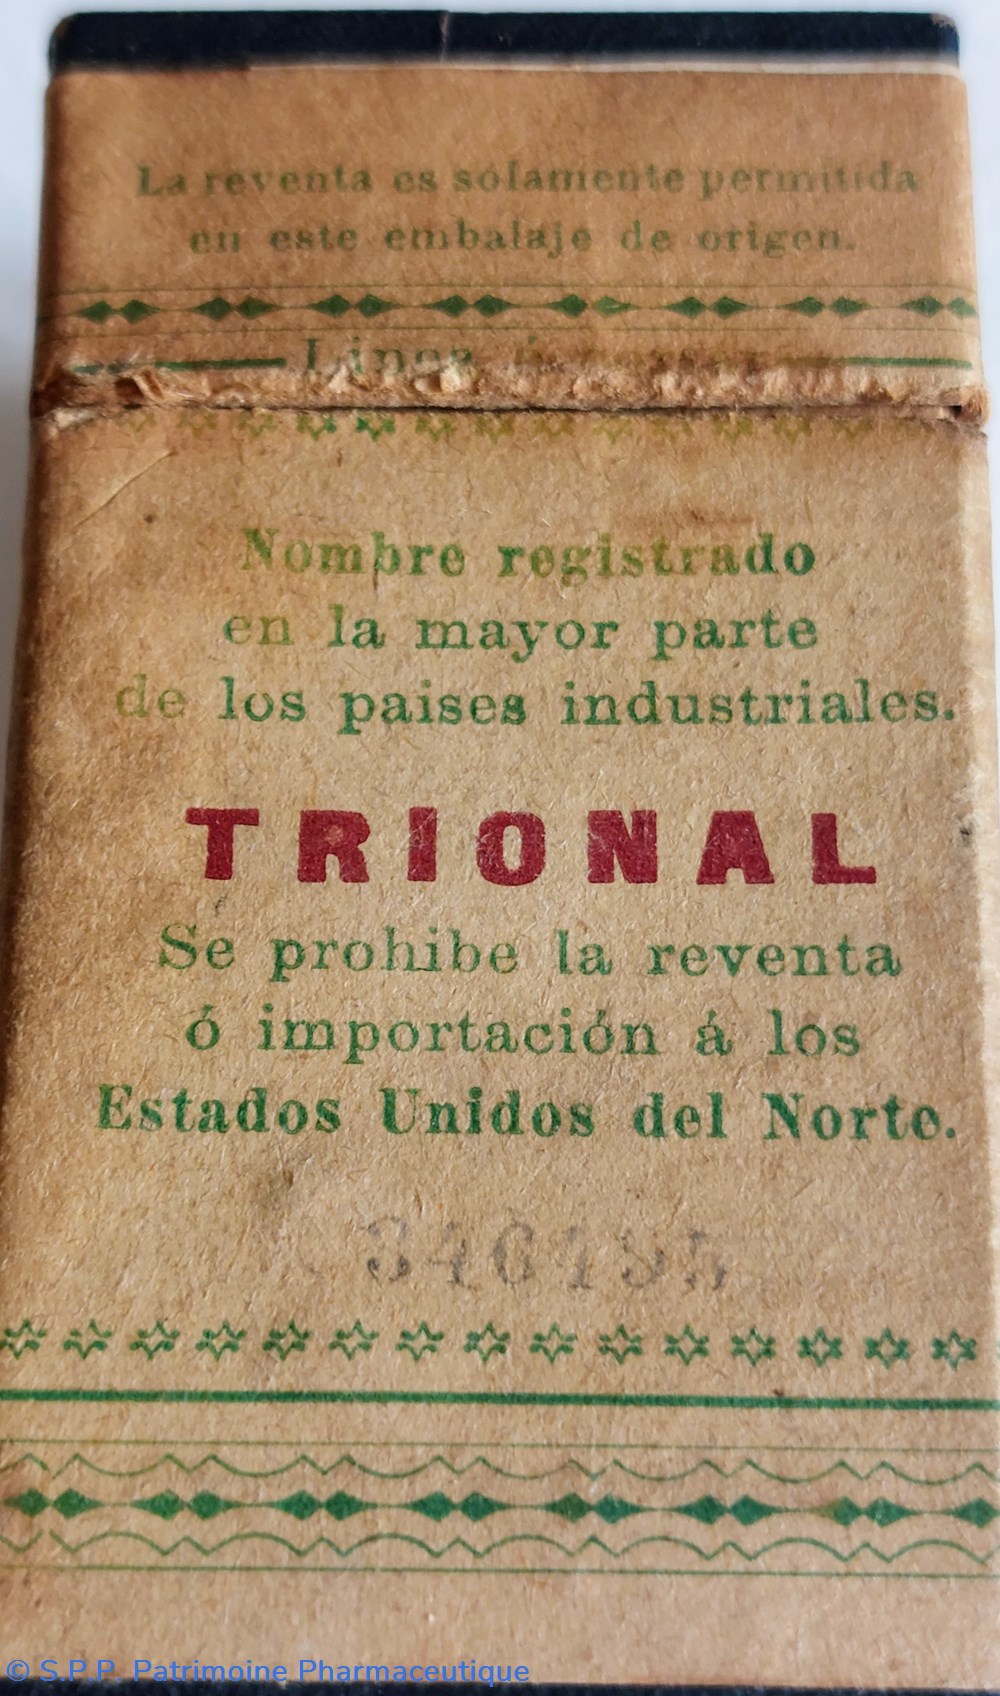 La reventa es solamente permitida
en este embalaje de origen.
Linea á
Nombre registrado
en la mayor parte
de los paises industriales.
TRIONAL
Se prohibe la reventa
ó importación á los
Estados Unidos del Norte.
© S.P.P. Patrimoine Pharmaceutique